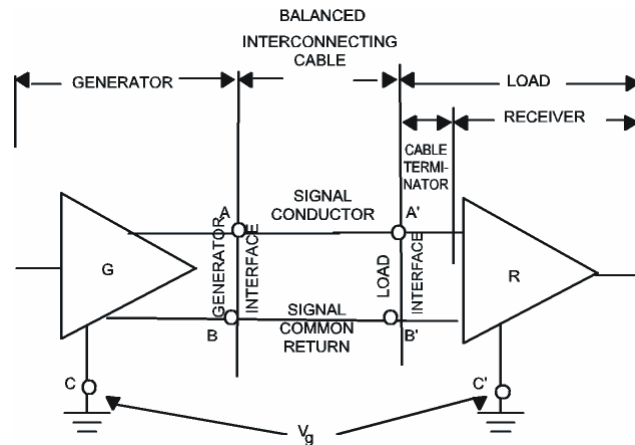 BALANCED
INTERCONNECTING
CABLE
GENERATOR
LOAD
RECEIVER
CABLE
TERMI-
NATOR
A
SIGNAL
CONDUCTOR
A'
G
GENERATOR
INTERFACE
LOAD
INTERFACE
R
B
SIGNAL
COMMON
RETURN
B'
C
C'
Vg